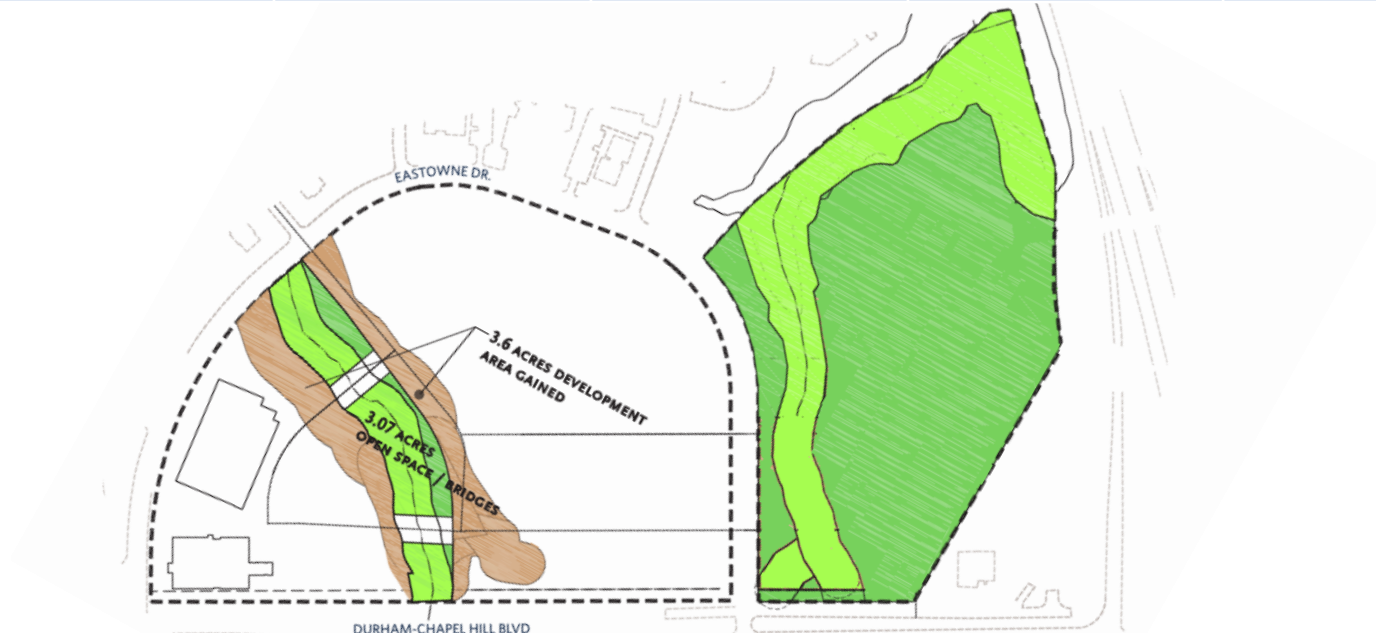 EASTOWNE DR.
3.6 ACRES DEVELOPMENT
AREA GAINED
3.07 ACRES
OPEN SPACE / BRIDGES
DURHAM-CHAPEL HILL BLVD